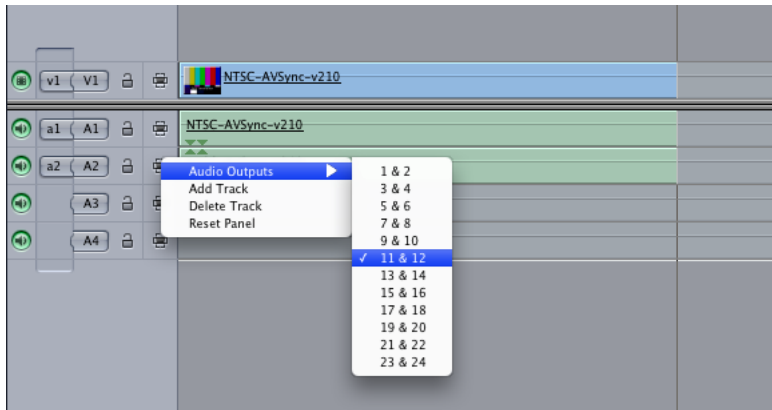 v1 V1 NTSC-AVSync-v210
a1 A1 NTSC-AVSync-v210
a2 A2
A3
A4
Audio Outputs
Add Track
Delete Track
Reset Panel
1 & 2
3 & 4
5 & 6
7 & 8
9 & 10
✓ 11 & 12
13 & 14
15 & 16
17 & 18
19 & 20
21 & 22
23 & 24